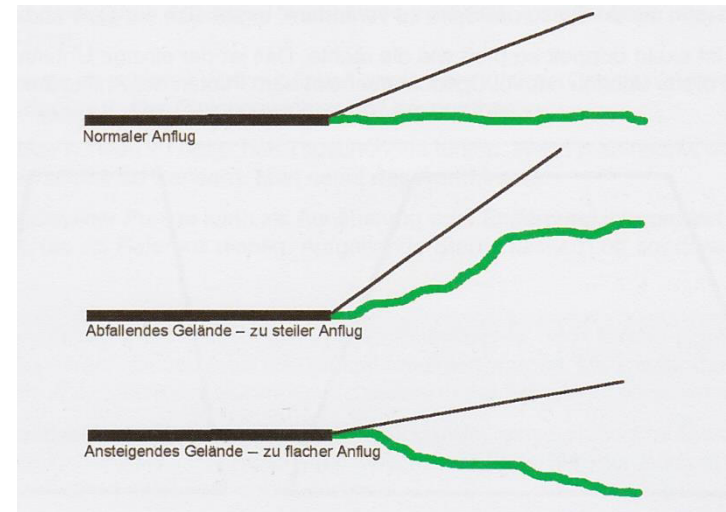 Normaler Anflug
Abfallendes Gelände – zu steiler Anflug
Ansteigendes Gelände – zu flacher Anflug